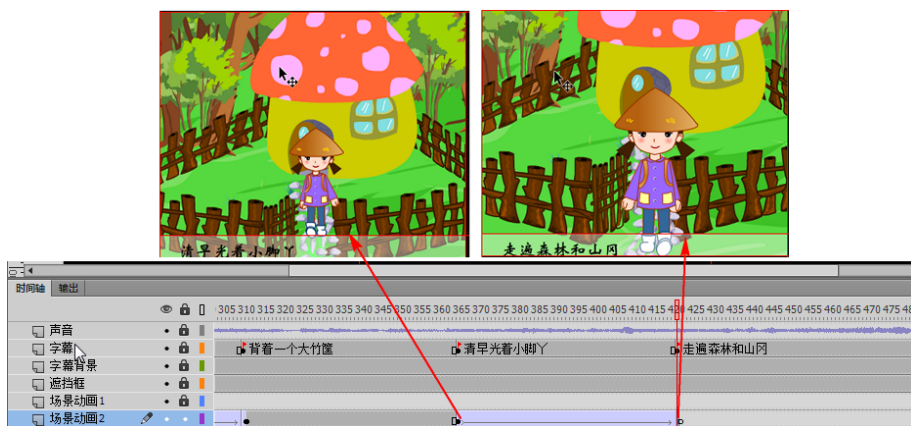 清早光着小脚丫
走遍森林和山冈
时间轴 输出
305 310 315 320 325 330 335 340 345 350 355 360 365 370 375 380 385 390 395 400 405 410 415 420 425 430 435 440 445 450 455 460 465 470 475 48
声音
字幕 背着一个大竹筐 清早光着小脚丫 走遍森林和山冈
字幕背景
遮挡框
场景动画1
场景动画2